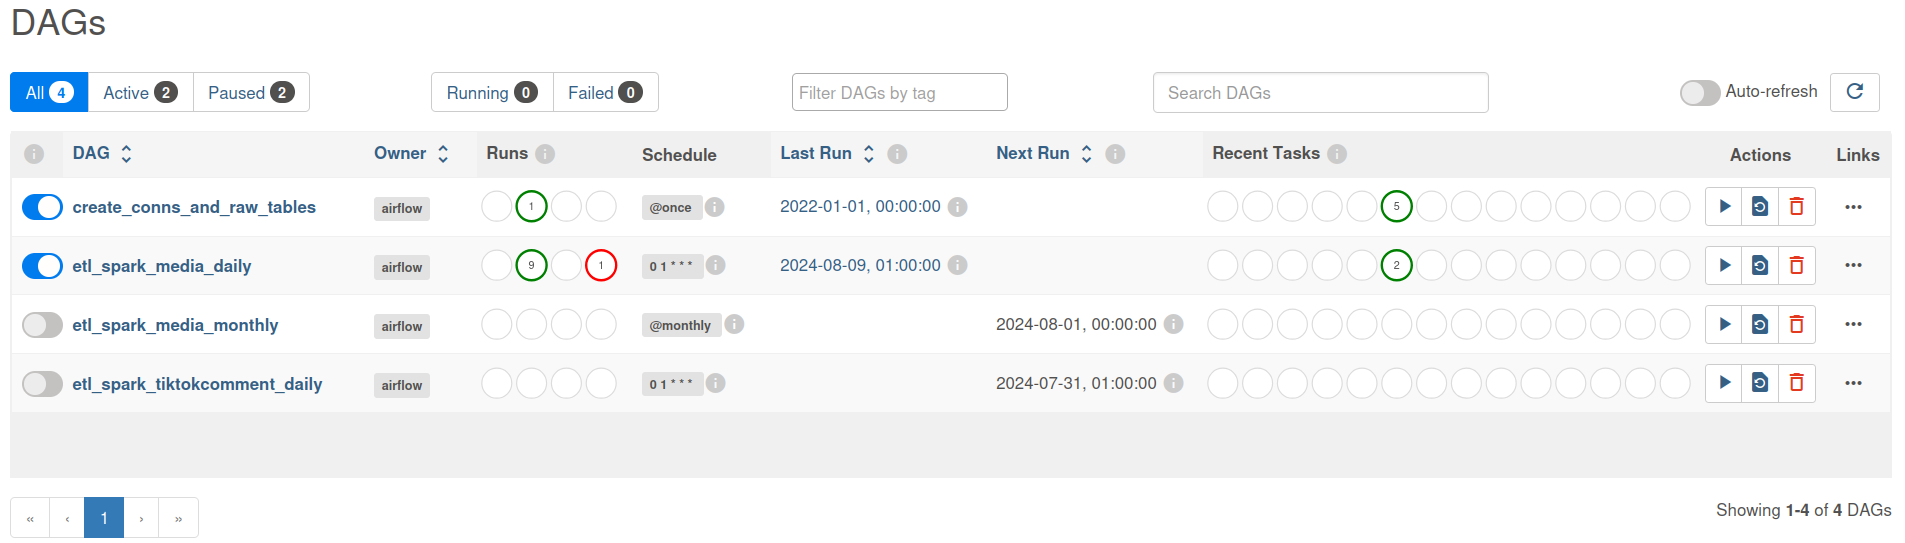 DAGs
All 4 Active 2 Paused 2 Running 0 Failed 0 Filter DAGs by tag Search DAGs Auto-refresh
DAG Owner Runs Schedule Last Run Next Run Recent Tasks Actions Links
create_conns_and_raw_tables airflow 1 @once 2022-01-01, 00:00:00 5
etl_spark_media_daily airflow 9 1 0 1 * * * 2024-08-09, 01:00:00 2
etl_spark_media_monthly airflow @monthly 2024-08-01, 00:00:00
etl_spark_tiktokcomment_daily airflow 0 1 * * * 2024-07-31, 01:00:00
« ‹ 1 › »
Showing 1-4 of 4 DAGs